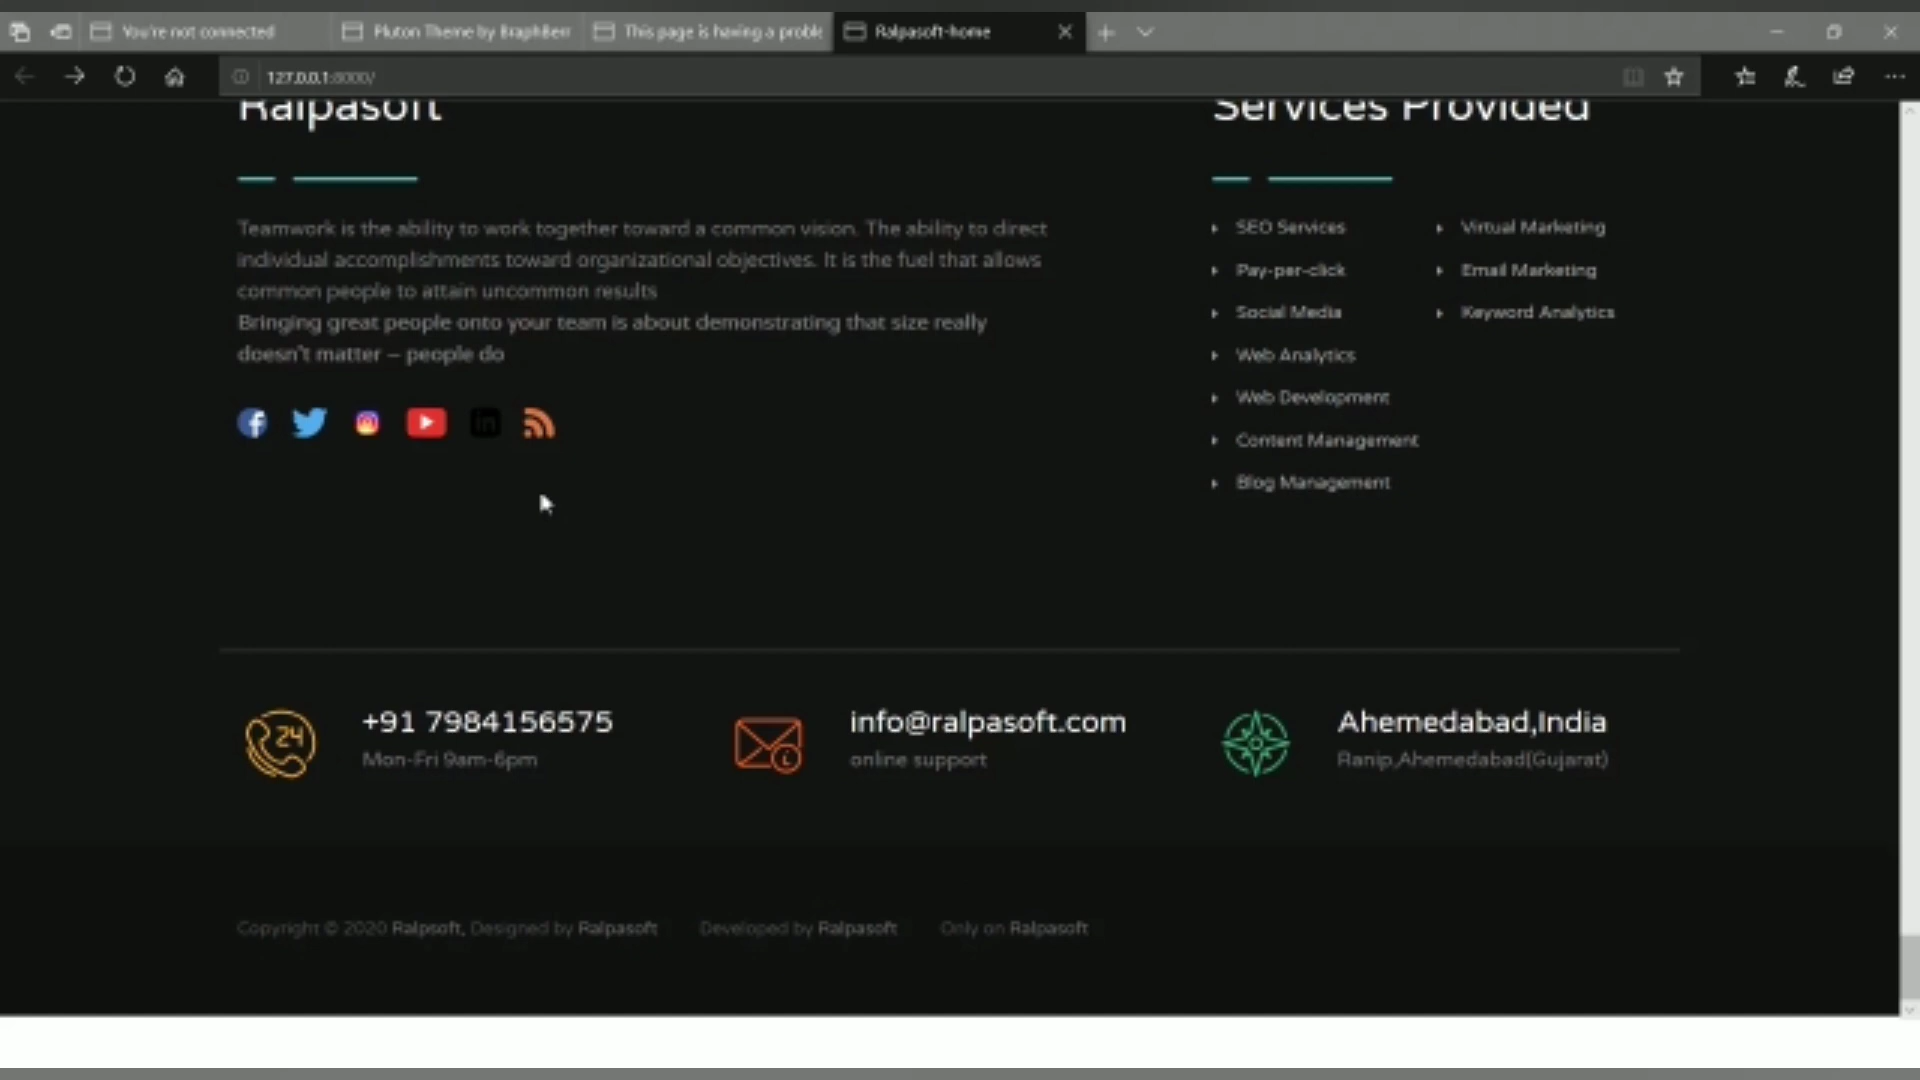 You're not connected
Pluton Theme by GraphBerr
This page is having a proble
Ralpasoft-home
127.0.0.1:8000/
Ralpasoft
Teamwork is the ability to work together toward a common vision. The ability to direct
individual accomplishments toward organizational objectives. It is the fuel that allows
common people to attain uncommon results
Bringing great people onto your team is about demonstrating that size really
doesn't matter – people do
in
Services Provided
SEO Services
Pay-per-click
Social Media
Web Analytics
Web Development
Content Management
Blog Management
Virtual Marketing
Email Marketing
Keyword Analytics
24
+91 7984156575
Mon-Fri 9am-6pm
info@ralpasoft.com
online support
Ahemedabad,India
Ranip,Ahemedabad(Gujarat)
Copyright © 2020 Ralpsoft, Designed by Ralpasoft Developed by Ralpasoft Only on Ralpasoft